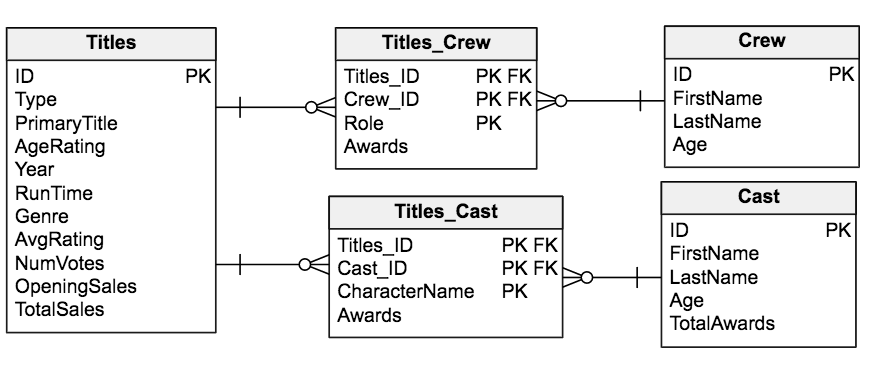 Titles
ID PK
Type
PrimaryTitle
AgeRating
Year
RunTime
Genre
AvgRating
NumVotes
OpeningSales
TotalSales
Titles_Crew
Titles_ID PK FK
Crew_ID PK FK
Role PK
Awards
Crew
ID PK
FirstName
LastName
Age
Titles_Cast
Titles_ID PK FK
Cast_ID PK FK
CharacterName PK
Awards
Cast
ID PK
FirstName
LastName
Age
TotalAwards